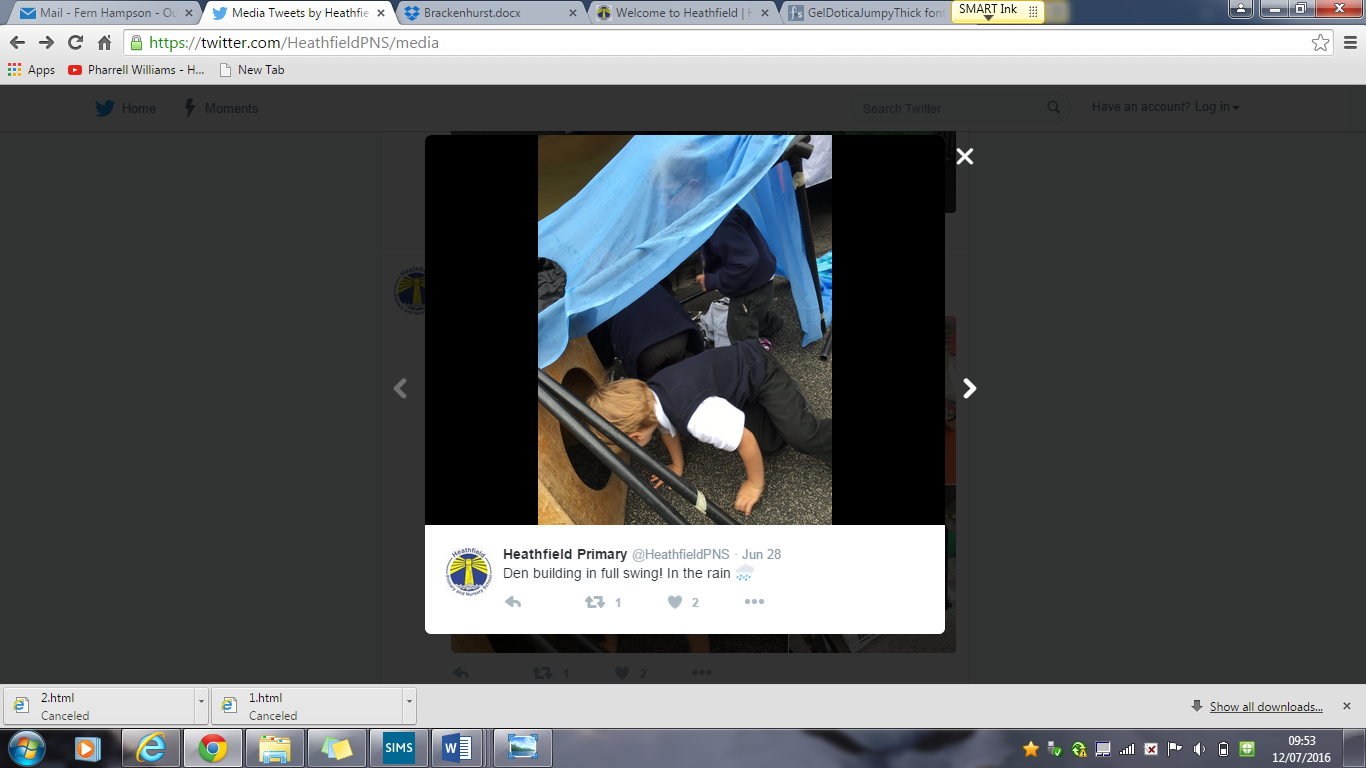 Mail - Fern Hampson - Ou
Media Tweets by Heathfie
Brackenhurst.docx
Welcome to Heathfield | H
GelDoticaJumpyThick font
SMART Ink
https://twitter.com/HeathfieldPNS/media
Apps
Pharrell Williams - H...
New Tab
Home
Moments
Search Twitter
Have an account? Log in
Heathfield Primary @HeathfieldPNS · Jun 28
Den building in full swing! In the rain
1
2
1
2
2.html
Canceled
1.html
Canceled
Show all downloads...
SIMS
09:53
12/07/2016